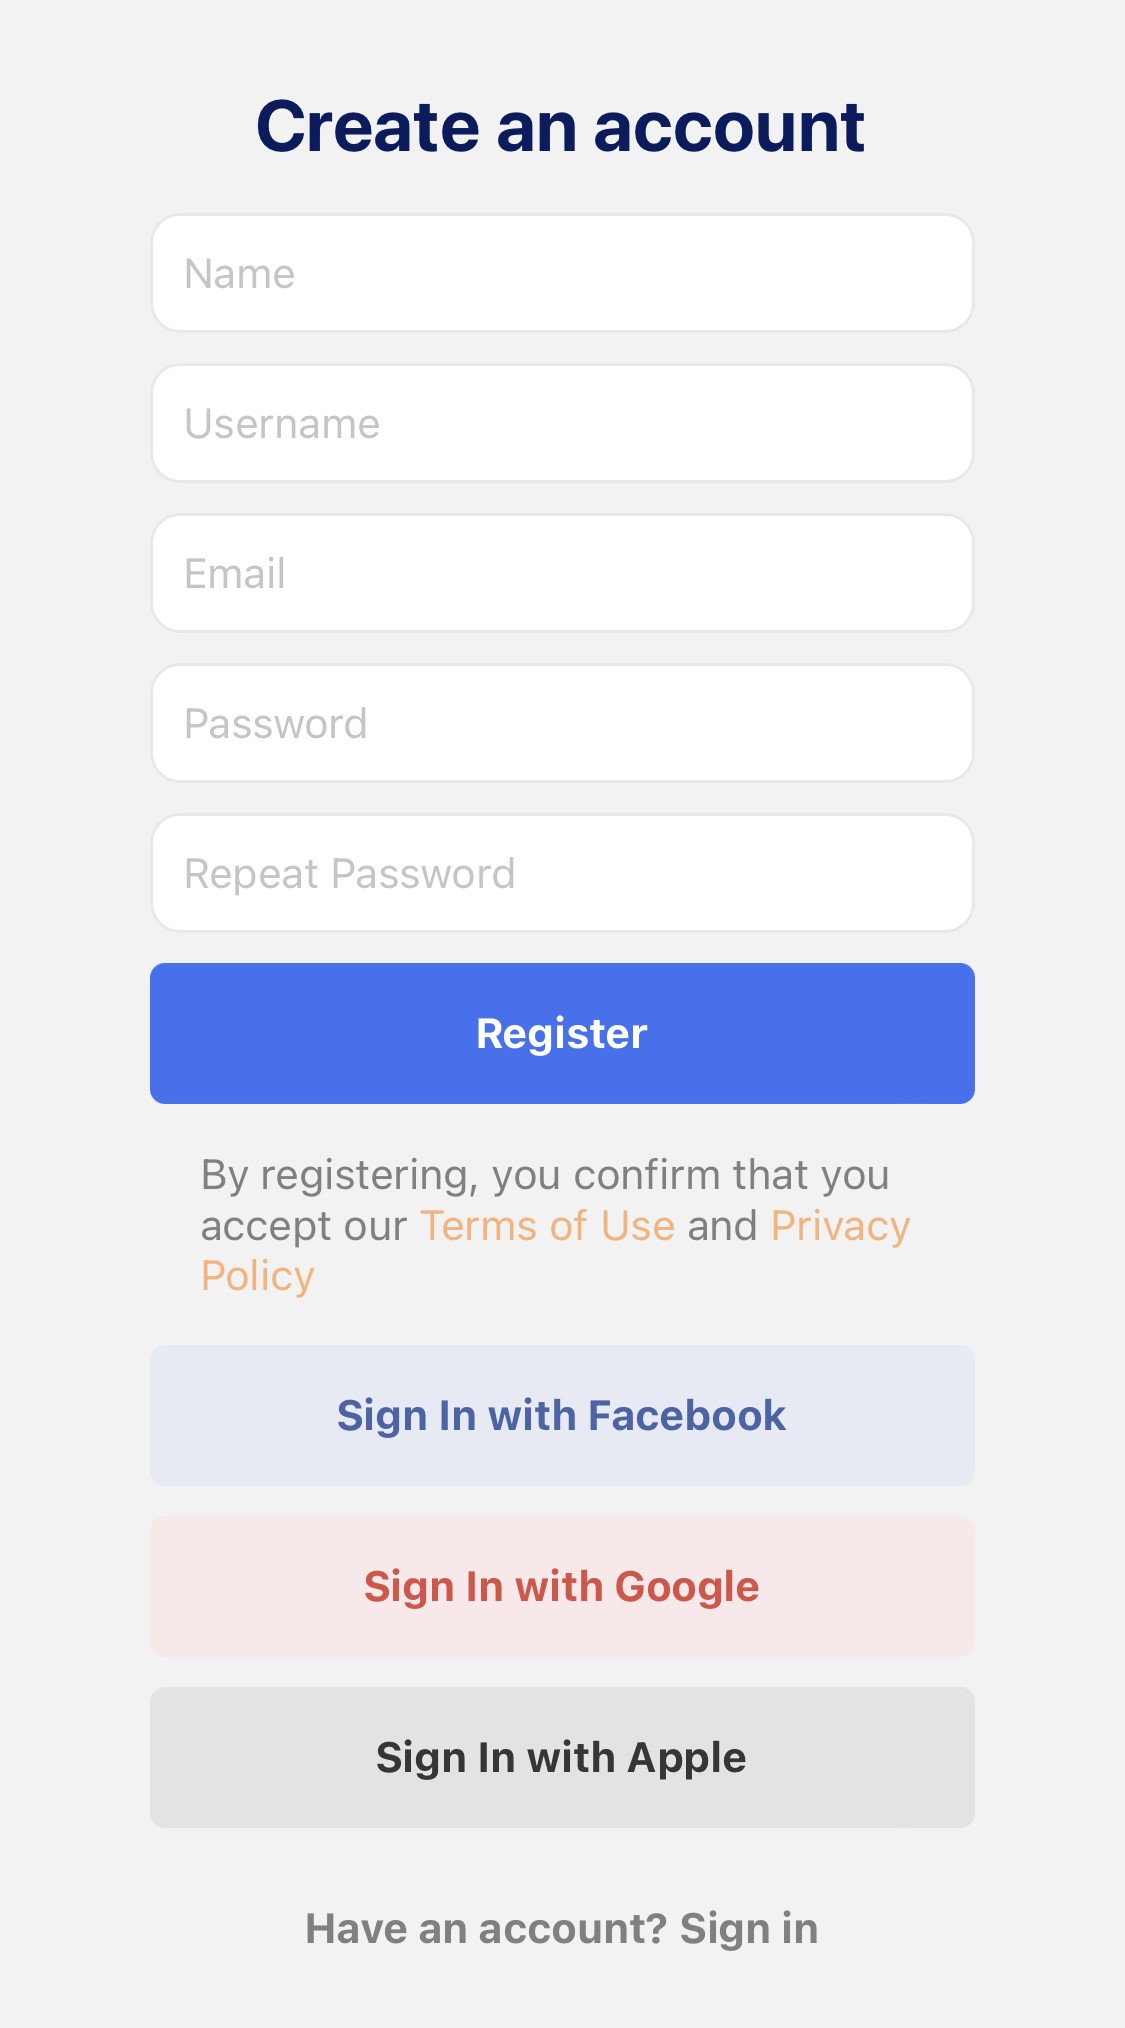 Create an account
Name
Username
Email
Password
Repeat Password
Register
By registering, you confirm that you
accept our Terms of Use and Privacy
Policy
Sign In with Facebook
Sign In with Google
Sign In with Apple
Have an account? Sign in